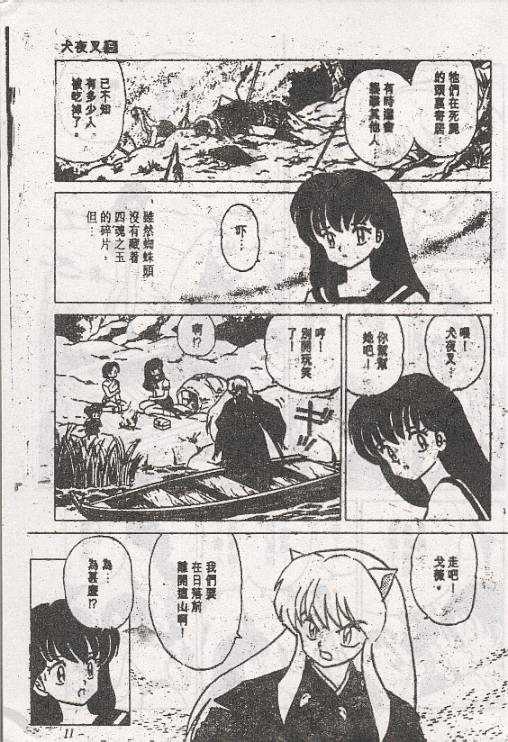 犬夜叉
牠們在死屍
的頭裏寄居…
有時還會
襲擊其他人…
已不知
有多少人
被吃掉了。
吓…
雖然蜘蛛頭
沒有藏着
四魂之玉
的碎片，
但…
喂！
犬夜叉…
你幫幫
她吧！
哼！
別開玩笑
了！
啊!?
走吧！
戈薇。
我們要
在日落前
離開這山啊！
為…
為甚麼!?
11